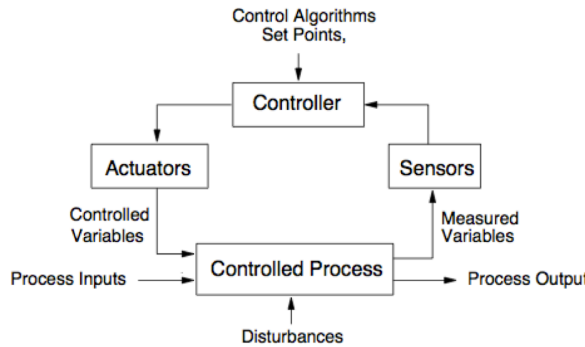 Control Algorithms
Set Points,
Controller
Actuators
Sensors
Controlled
Variables
Measured
Variables
Controlled Process
Process Inputs
Process Output
Disturbances